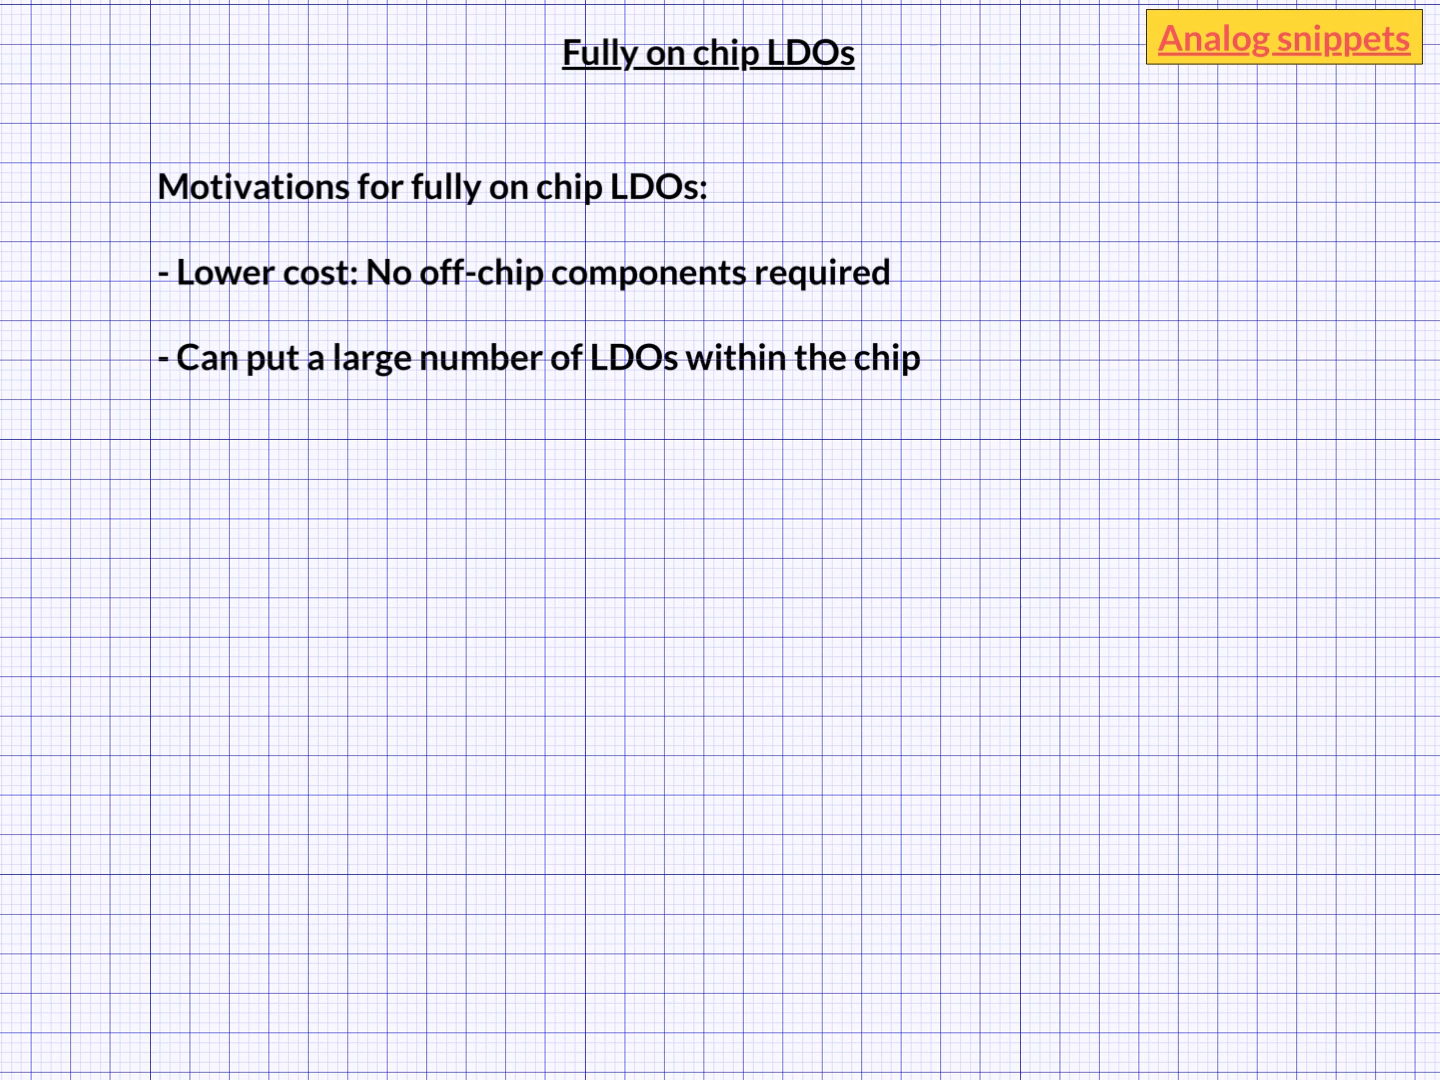 Fully on chip LDOs
Analog snippets
Motivations for fully on chip LDOs:
- Lower cost: No off-chip components required
- Can put a large number of LDOs within the chip